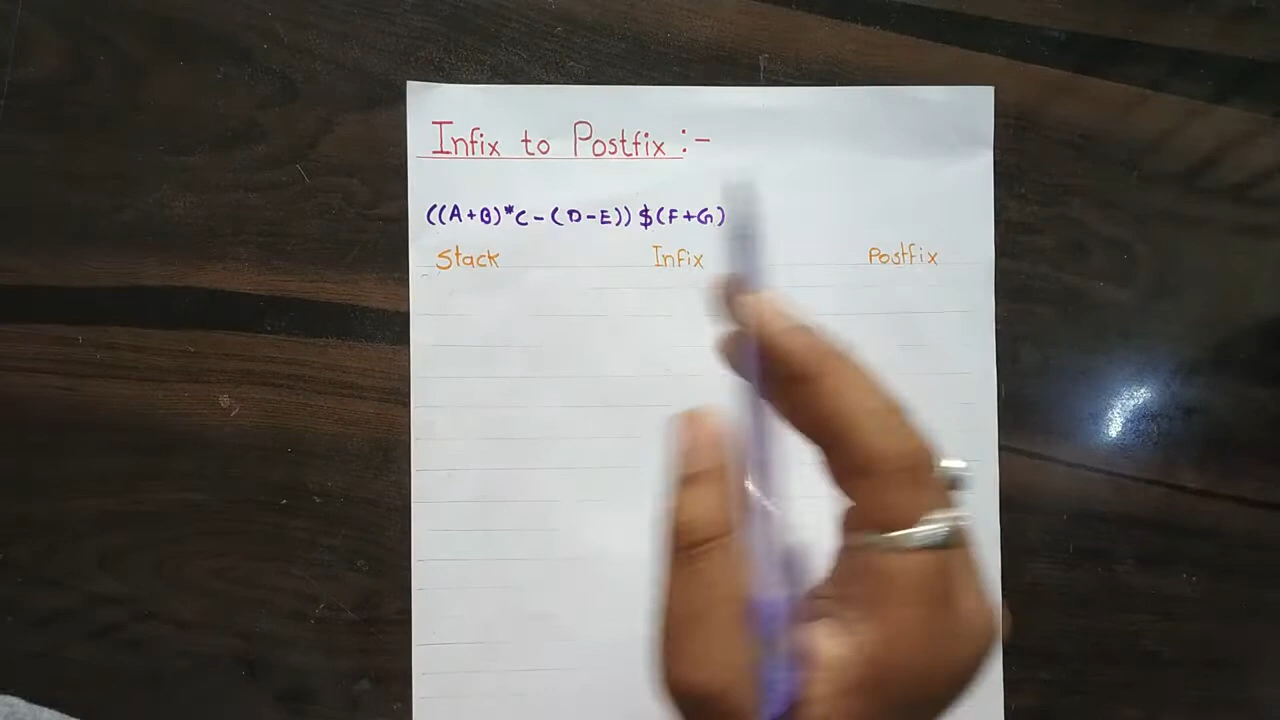 Infix to Postfix :-
((A+B)*C-(D-E))$(F+G)
Stack Infix Postfix